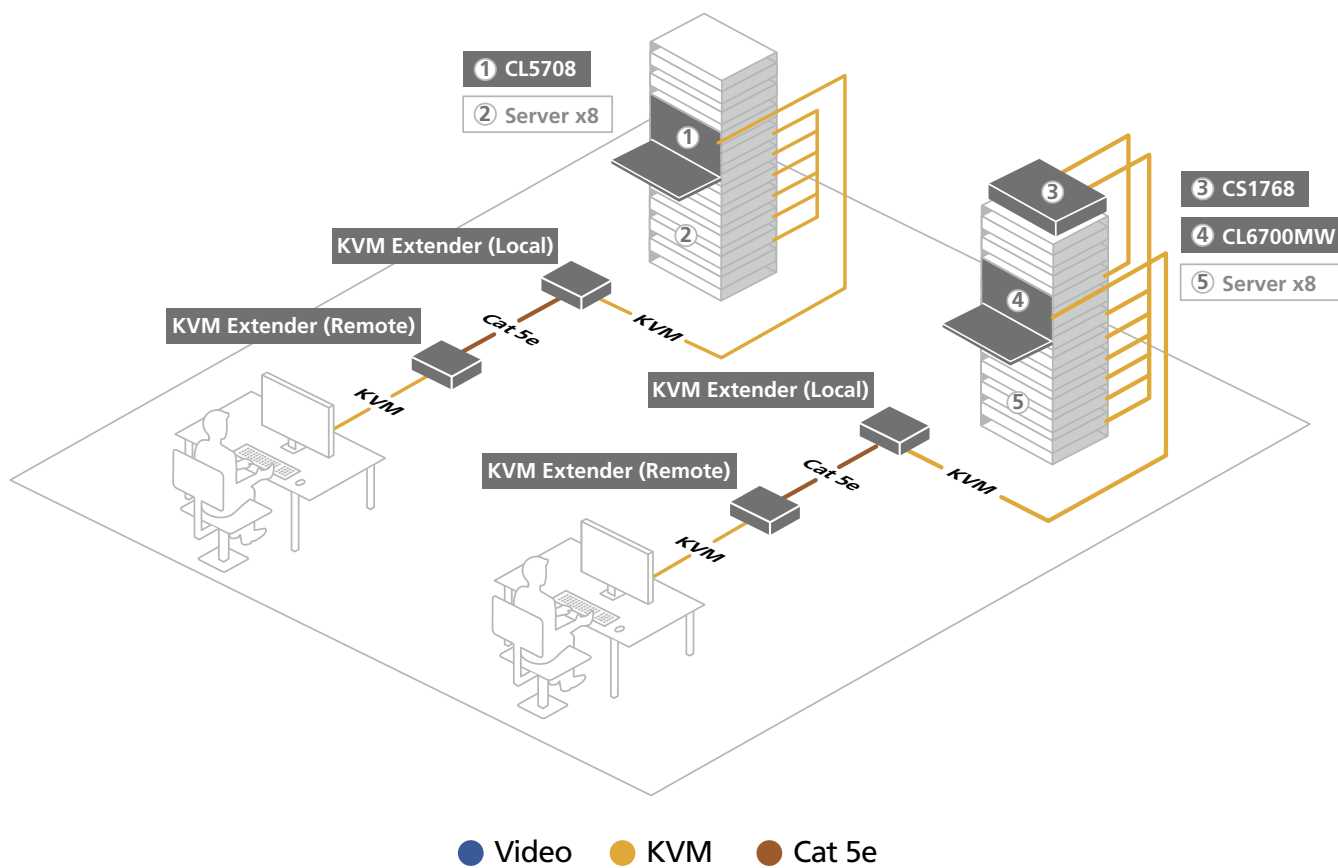 ① CL5708
② Server x8
①
②
KVM Extender (Local)
KVM Extender (Remote)
Cat 5e
KVM
KVM
③
③ CS1768
④ CL6700MW
⑤ Server x8
④
⑤
KVM Extender (Local)
KVM Extender (Remote)
Cat 5e
KVM
KVM
Video
KVM
Cat 5e